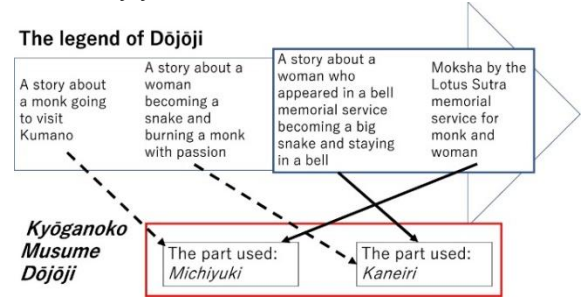 The legend of Dōjōji
A story about
a monk going
to visit
Kumano
A story about a
woman
becoming a
snake and
burning a monk
with passion
A story about a
woman who
appeared in a bell
memorial service
becoming a big
snake and staying
in a bell
Moksha by the
Lotus Sutra
memorial
service for
monk and
woman
Kyōganoko
Musume
Dōjōji
The part used:
Michiyuki
The part used:
Kaneiri